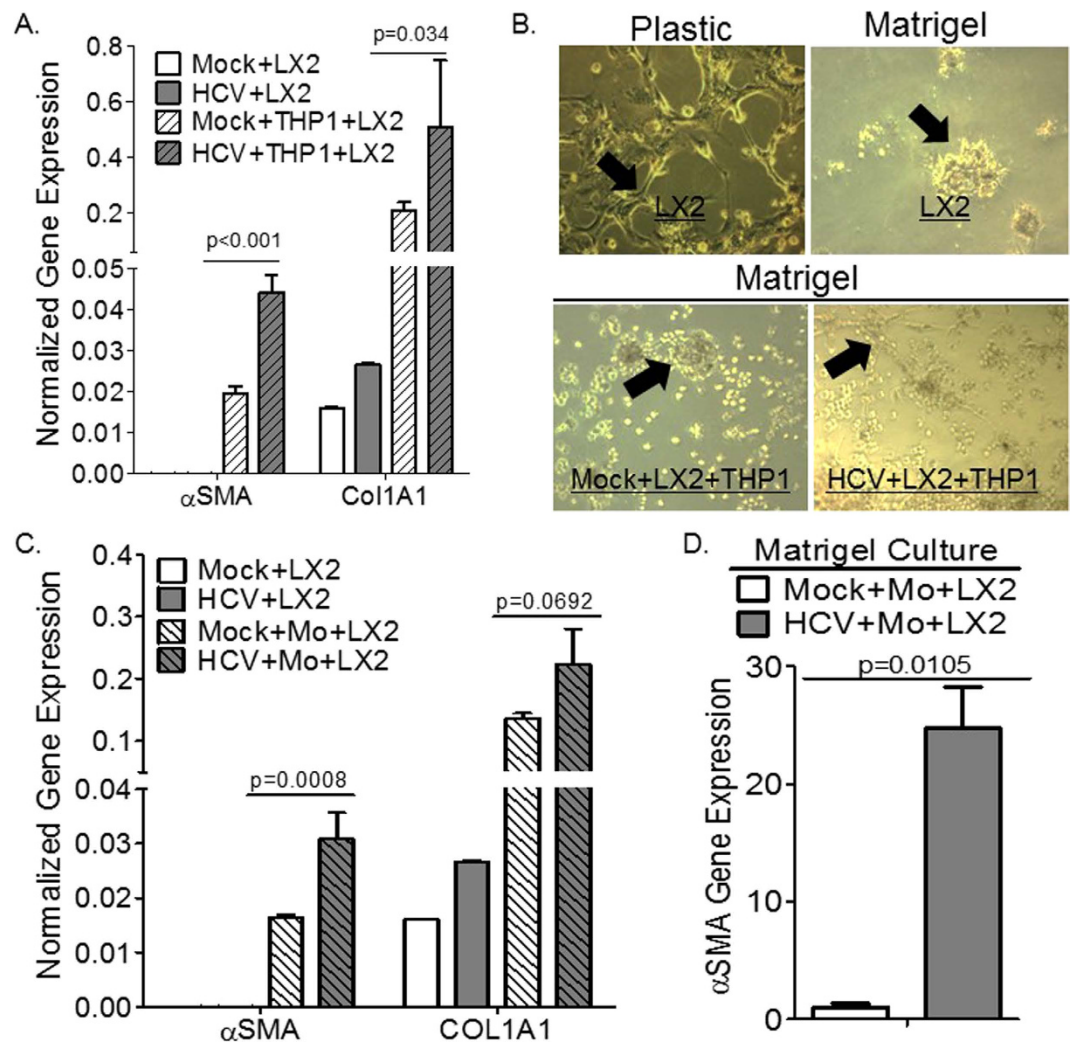 A.
Normalized Gene Expression
0.8
0.6
0.4
0.2
0.05
0.04
0.03
0.02
0.01
0.00
Mock+LX2
HCV+LX2
Mock+THP1+LX2
HCV+THP1+LX2
p=0.034
p<0.001
αSMA
Col1A1
B.
Plastic
Matrigel
LX2
LX2
Matrigel
Mock+LX2+THP1
HCV+LX2+THP1
C.
Normalized Gene Expression
0.4
0.3
0.2
0.1
0.04
0.03
0.02
0.01
0.00
Mock+LX2
HCV+LX2
Mock+Mo+LX2
HCV+Mo+LX2
p=0.0692
p=0.0008
αSMA
COL1A1
D.
Matrigel Culture
Mock+Mo+LX2
HCV+Mo+LX2
p=0.0105
αSMA Gene Expression
30
20
10
0